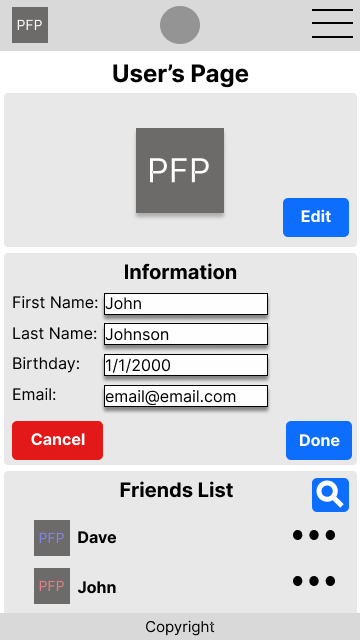 PFP
User’s Page
PFP
Edit
Information
First Name: John
Last Name: Johnson
Birthday: 1/1/2000
Email: email@email.com
Cancel Done
Friends List
PFP Dave
PFP John
Copyright